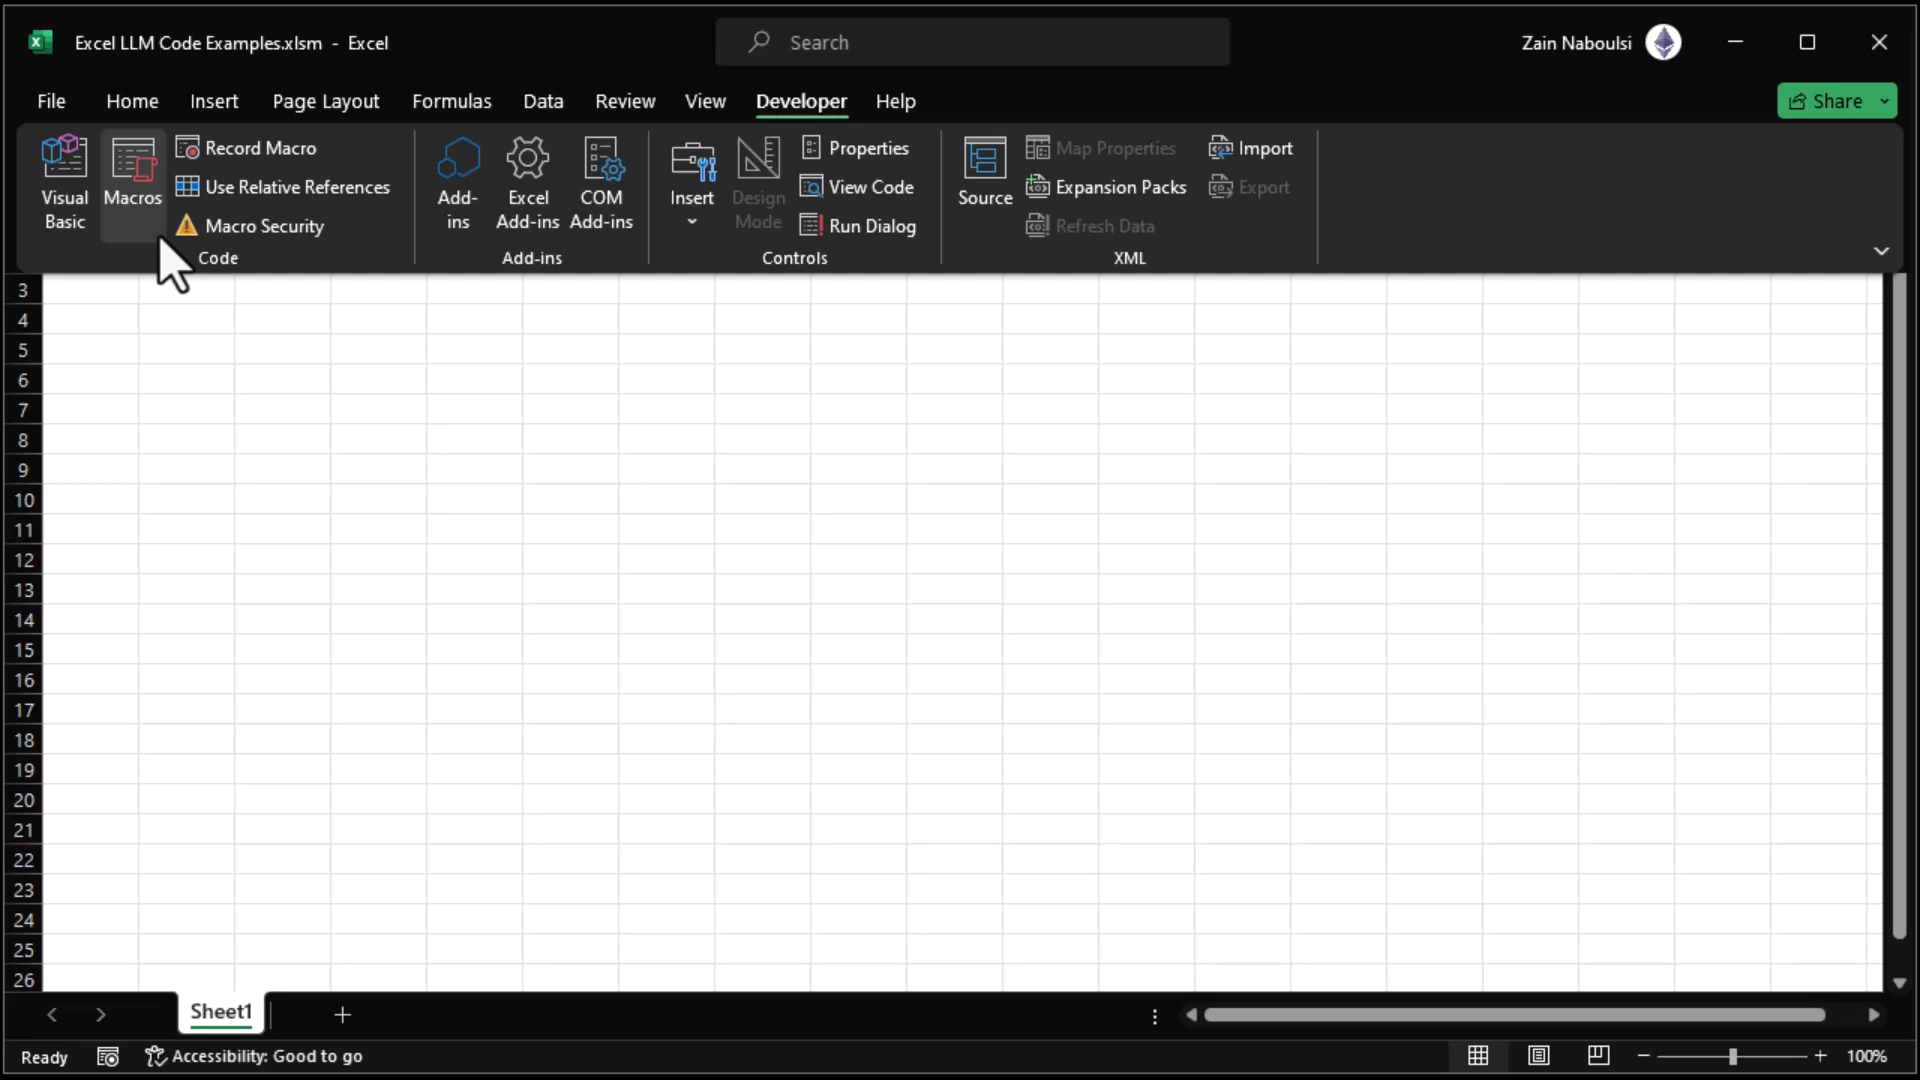 Excel LLM Code Examples.xlsm - Excel
Search
Zain Naboulsi
File Home Insert Page Layout Formulas Data Review View Developer Help
Share
Visual Basic
Macros
Record Macro
Use Relative References
Macro Security
Code
Add-ins
Excel Add-ins
COM Add-ins
Add-ins
Insert
Design Mode
Properties
View Code
Run Dialog
Controls
Source
Map Properties
Expansion Packs
Refresh Data
Import
Export
XML
3
4
5
6
7
8
9
10
11
12
13
14
15
16
17
18
19
20
21
22
23
24
25
26
Sheet1
Ready
Accessibility: Good to go
100%